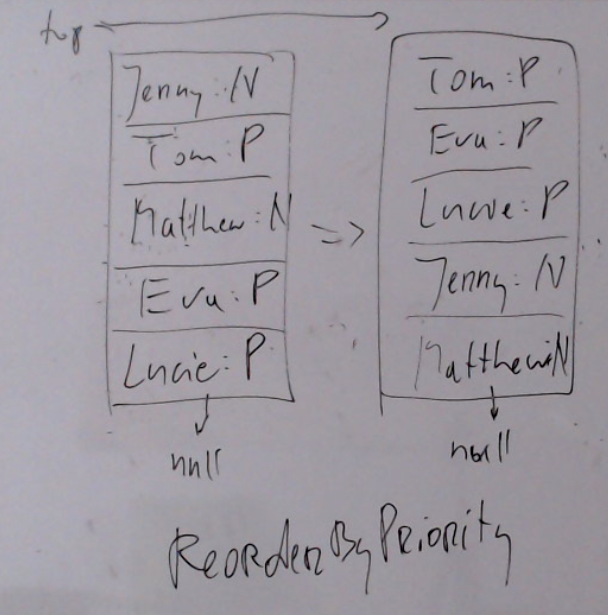 top
Jenny: N
Tom: P
Matthew: N
Eva: P
Lucie: P
null
=>
Tom: P
Eva: P
Lucie: P
Jenny: N
Matthew: N
null
ReorderByPriority